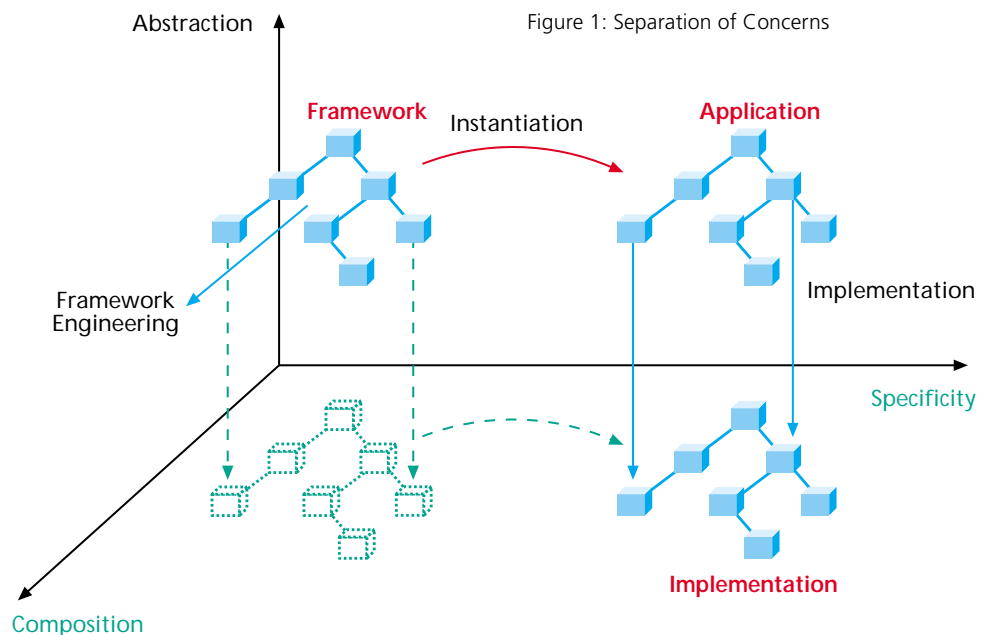 Abstraction
Figure 1: Separation of Concerns
Framework
Instantiation
Application
Framework
Engineering
Implementation
Specificity
Implementation
Composition